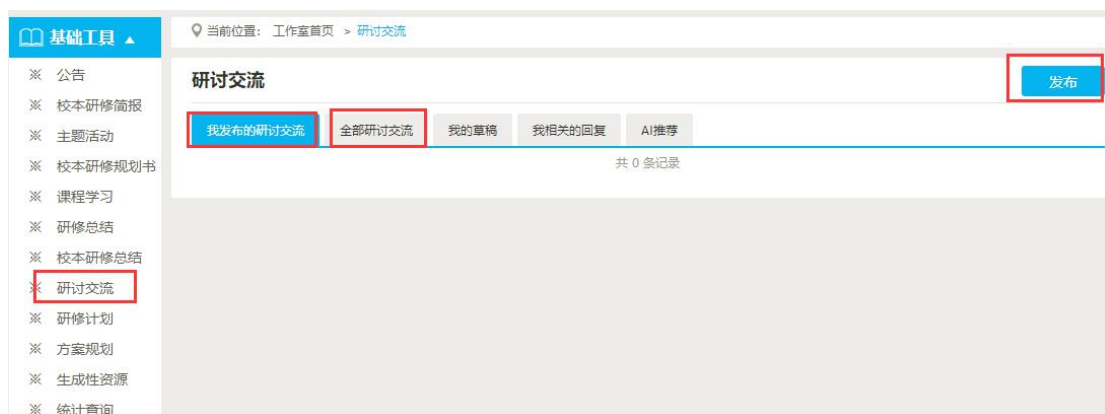 基础工具 ▲
当前位置： 工作室首页 > 研讨交流
※ 公告
※ 校本研修简报
※ 主题活动
※ 校本研修规划书
※ 课程学习
※ 研修总结
※ 校本研修总结
※ 研讨交流
※ 研修计划
※ 方案规划
※ 生成性资源
※ 统计查询
研讨交流
发布
我发布的研讨交流 全部研讨交流 我的草稿 我相关的回复 AI推荐
共 0 条记录